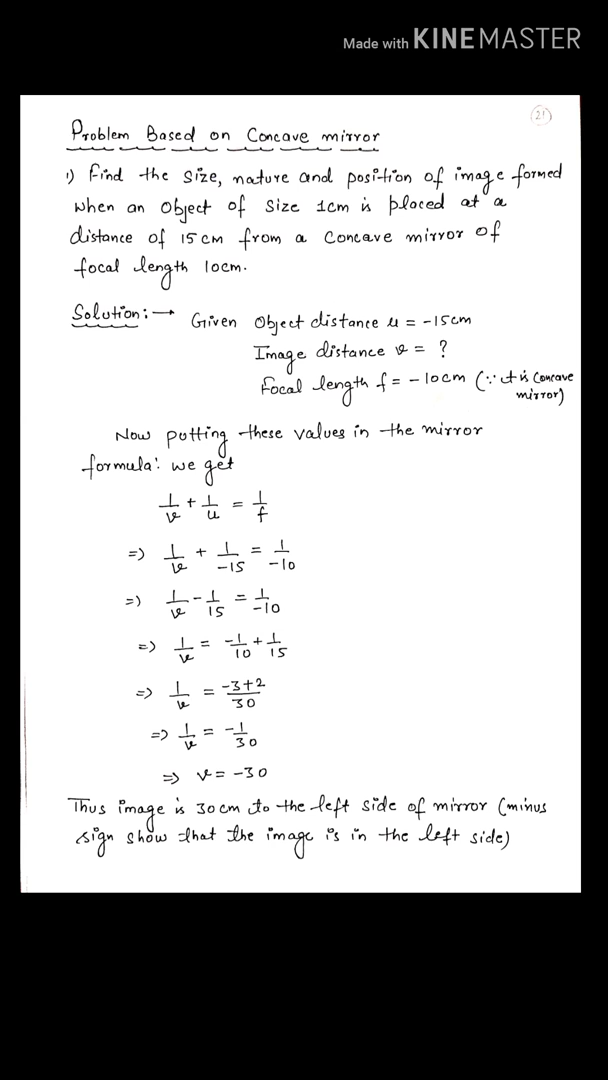 Made with KINEMASTER
21
Problem Based on Concave mirror
1) Find the size, nature and position of image formed
when an object of size 1cm is placed at a
distance of 15 cm from a concave mirror of
focal length 10cm.
Solution:→ Given object distance u = -15cm
Image distance v = ?
Focal length f = -10cm (∵ it is concave
mirror)
Now putting these values in the mirror
formula: we get
1/v + 1/u = 1/f
=) 1/v + 1/-15 = 1/-10
=) 1/v - 1/15 = 1/-10
=) 1/v = -1/10 + 1/15
=) 1/v = -3+2/30
=) 1/v = -1/30
=) v = -30
Thus image is 30cm to the left side of mirror (minus
sign show that the image is in the left side)